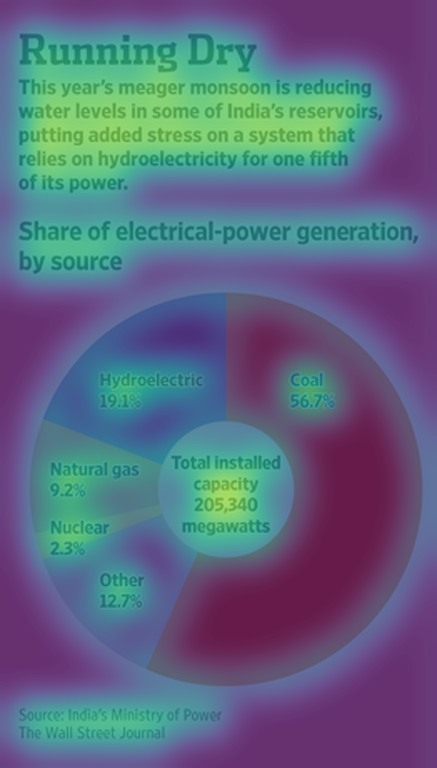 Running Dry
This year's meager monsoon is reducing
water levels in some of India's reservoirs,
putting added stress on a system that
relies on hydroelectricity for one fifth
of its power.
Share of electrical-power generation,
by source
Hydroelectric
19.1%
Coal
56.7%
Natural gas
9.2%
Nuclear
2.3%
Other
12.7%
Total installed
capacity
205,340
megawatts
Source: India's Ministry of Power
The Wall Street Journal